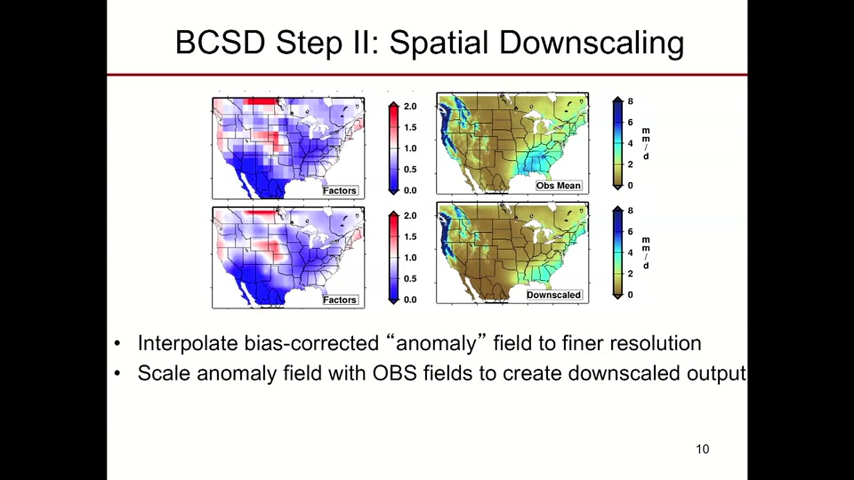 BCSD Step II: Spatial Downscaling
2.0
1.5
1.0
0.5
0.0
Factors
8
6
4
2
0
mm/d
Obs Mean
2.0
1.5
1.0
0.5
0.0
Factors
8
6
4
2
0
mm/d
Downscaled
• Interpolate bias-corrected “anomaly” field to finer resolution
• Scale anomaly field with OBS fields to create downscaled output
10